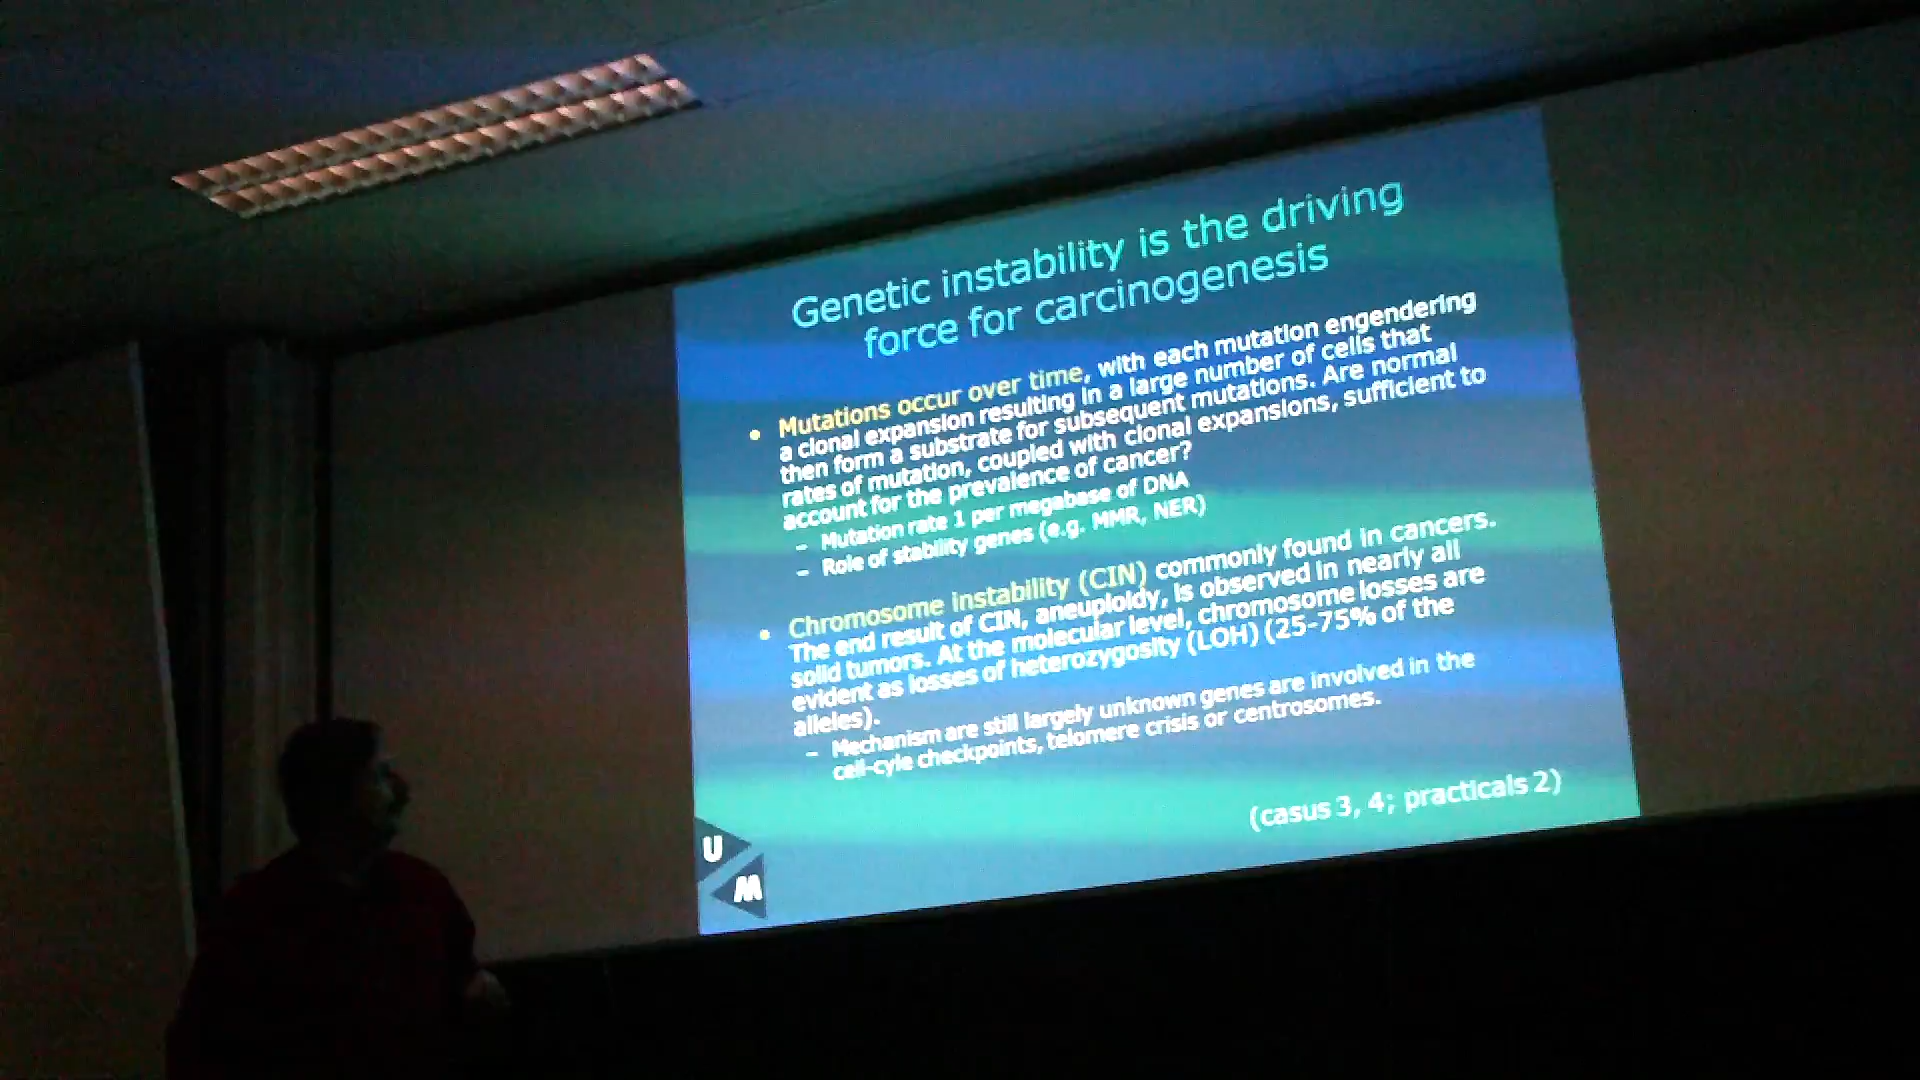 Genetic instability is the driving
force for carcinogenesis
• Mutations occur over time, with each mutation engendering
a clonal expansion resulting in a large number of cells that
then form a substrate for subsequent mutations. Are normal
rates of mutation, coupled with clonal expansions, sufficient to
account for the prevalence of cancer?
– Mutation rate 1 per megabase of DNA
– Role of stability genes (e.g. MMR, NER)
• Chromosome instability (CIN) commonly found in cancers.
The end result of CIN, aneuploidy, is observed in nearly all
solid tumors. At the molecular level, chromosome losses are
evident as losses of heterozygosity (LOH) (25-75% of the
alleles).
– Mechanism are still largely unknown genes are involved in the
cell-cyle checkpoints, telomere crisis or centrosomes.
(casus 3, 4; practicals 2)
U
M